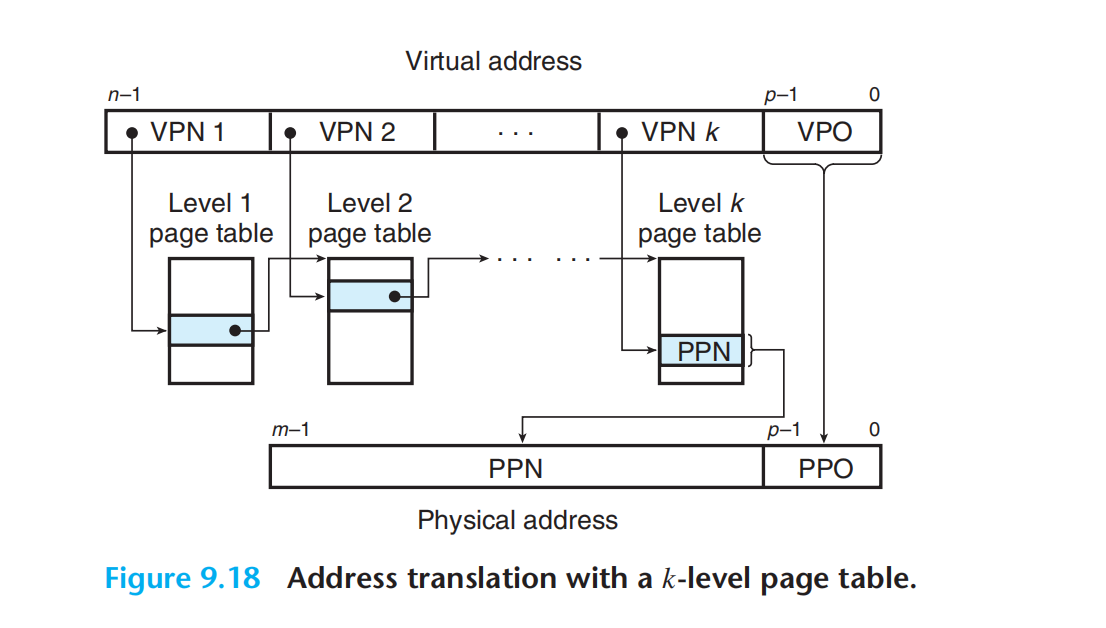 Virtual address
n–1 p–1 0
VPN 1 VPN 2 · · · VPN k VPO
Level 1 Level 2 Level k
page table page table page table
· · · · · ·
PPN
m–1 p–1 0
PPN PPO
Physical address
Figure 9.18 Address translation with a k-level page table.